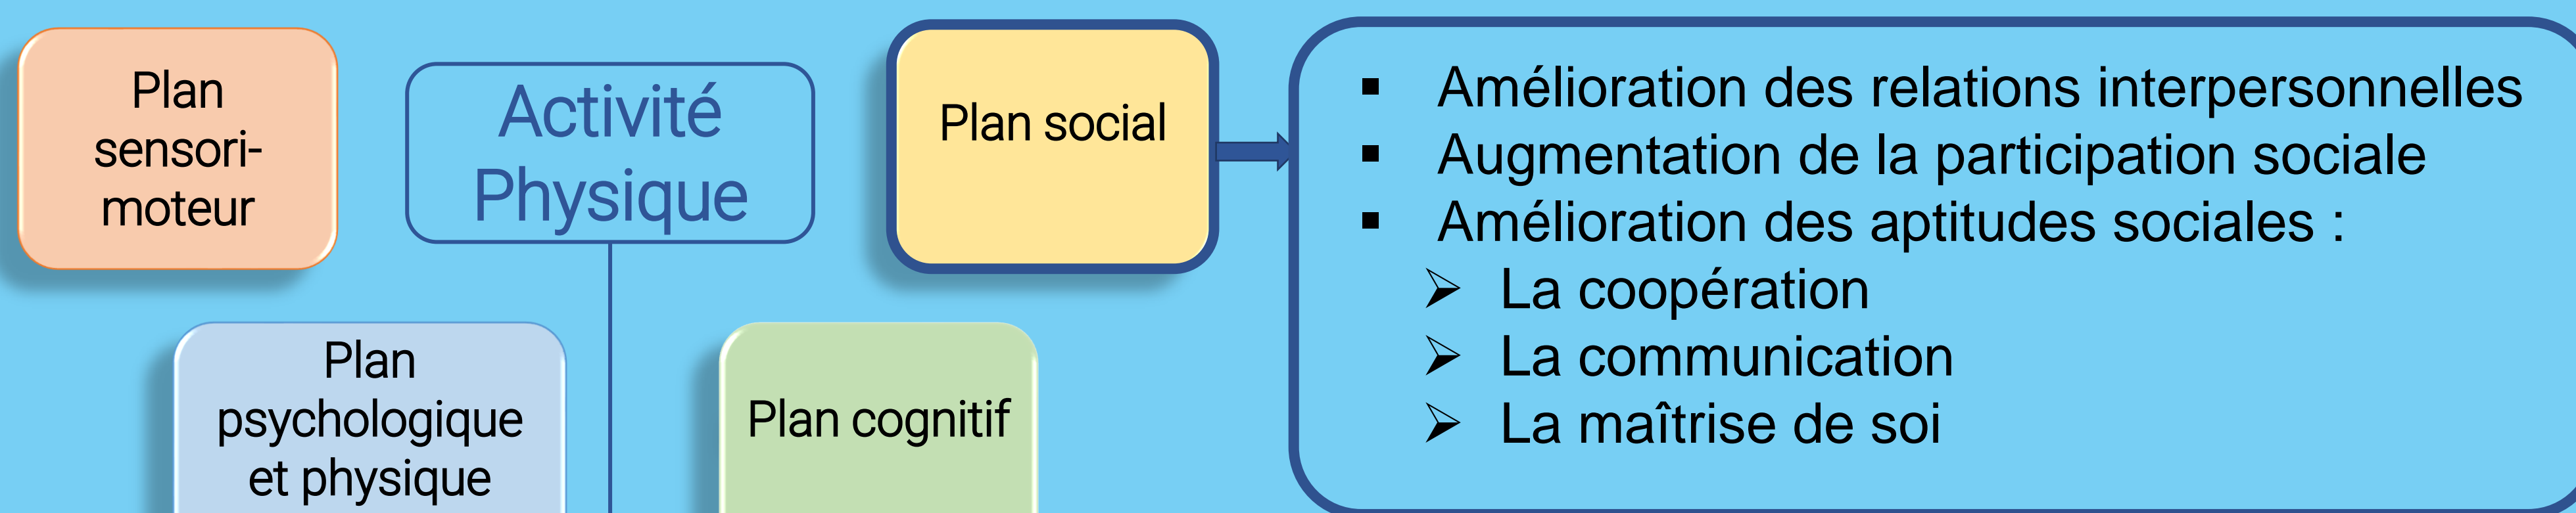 Plan
sensori-
moteur
Activité
Physique
Plan social
▪ Amélioration des relations interpersonnelles
▪ Augmentation de la participation sociale
▪ Amélioration des aptitudes sociales :
➢ La coopération
➢ La communication
➢ La maîtrise de soi
Plan
psychologique
et physique
Plan cognitif